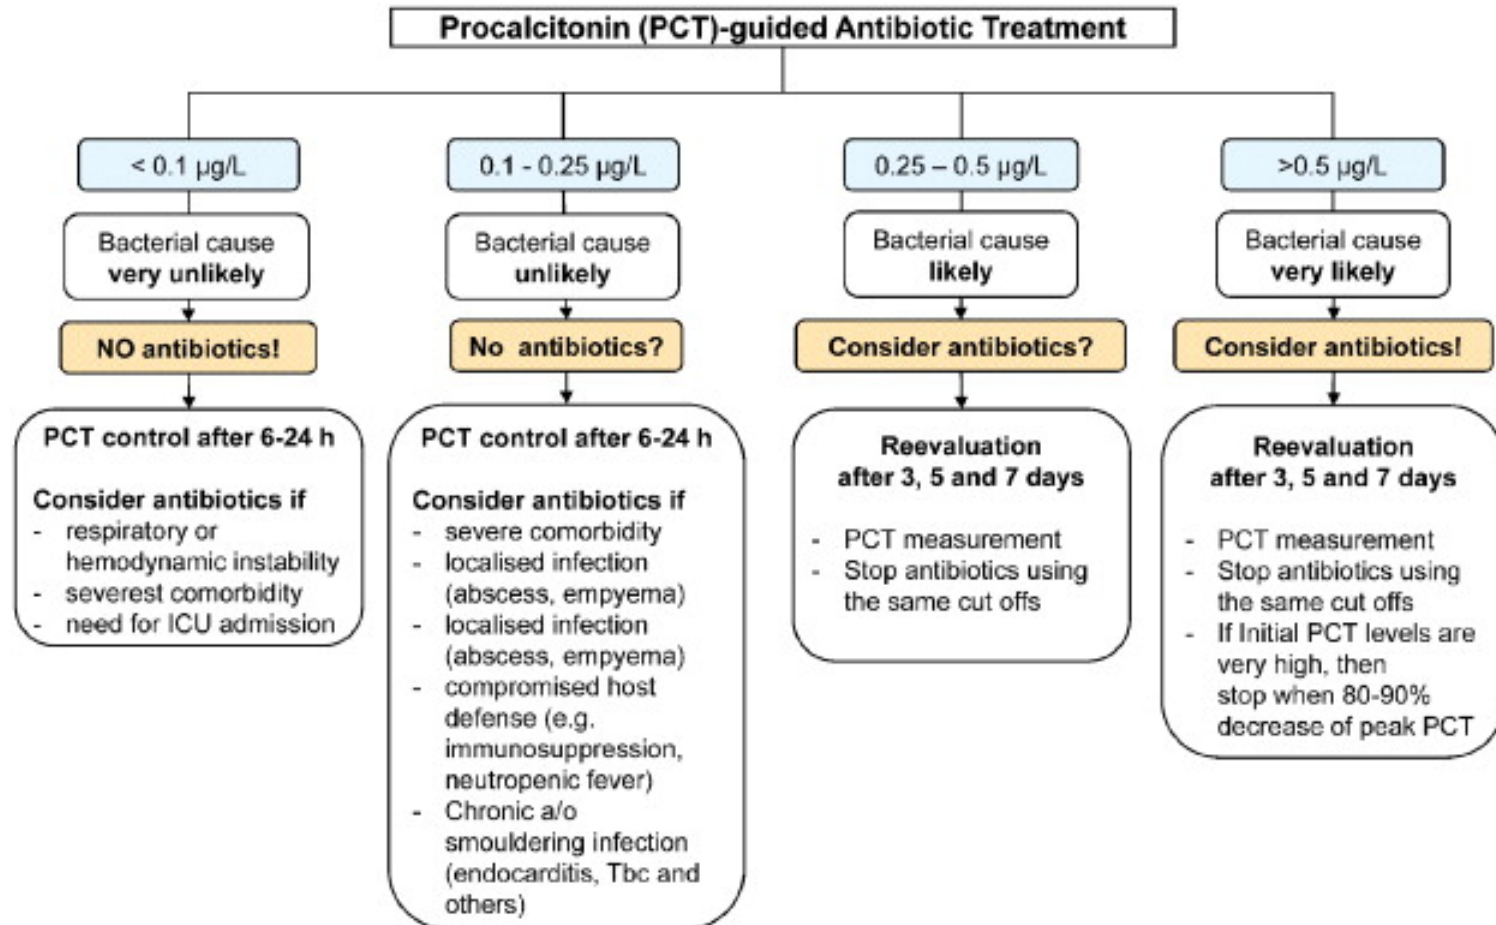 Procalcitonin (PCT)-guided Antibiotic Treatment
< 0.1 µg/L
Bacterial cause
very unlikely
NO antibiotics!
PCT control after 6-24 h
Consider antibiotics if
- respiratory or
hemodynamic instability
- severest comorbidity
- need for ICU admission
0.1 - 0.25 µg/L
Bacterial cause
unlikely
No antibiotics?
PCT control after 6-24 h
Consider antibiotics if
- severe comorbidity
- localised infection
(abscess, empyema)
- localised infection
(abscess, empyema)
- compromised host
defense (e.g.
immunosuppression,
neutropenic fever)
- Chronic a/o
smouldering infection
(endocarditis, Tbc and
others)
0.25 – 0.5 µg/L
Bacterial cause
likely
Consider antibiotics?
Reevaluation
after 3, 5 and 7 days
- PCT measurement
- Stop antibiotics using
the same cut offs
>0.5 µg/L
Bacterial cause
very likely
Consider antibiotics!
Reevaluation
after 3, 5 and 7 days
- PCT measurement
- Stop antibiotics using
the same cut offs
- If Initial PCT levels are
very high, then
stop when 80-90%
decrease of peak PCT